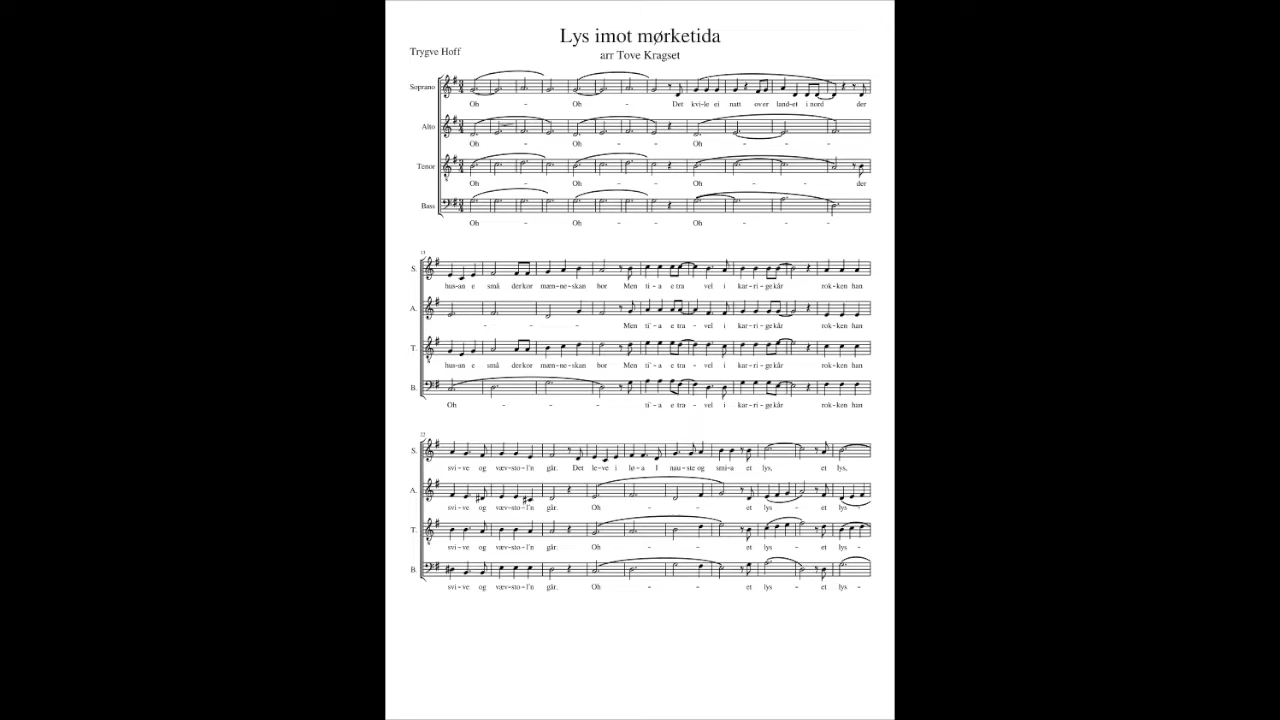 Lys imot mørketida
Trygve Hoff
arr Tove Kragset
Soprano
Oh - Oh - Det kvi-le ei natt over land-et i nord der
Alto
Oh - Oh - Oh - - -
Tenor
Oh - - Oh - - Oh - - der
Bass
Oh - Oh - Oh - - -
13
S.
hus-an e små derkor mæn-ne-skan bor Men ti-a e tra vel i kar-ri-ge kår rok-ken han
A.
- - - Men ti`-a e tra-vel i kar-ri-ge kår rok-ken han
T.
hus-an e små derkor mæn-ne-skan bor Men ti`-a e tra-vel i kar-ri-ge kår rok-ken han
B.
Oh - - - ti`-a e tra-vel i kar-ri-ge kår rok-ken han
22
S.
svi-ve og væv-sto-l'n går. Det le-ve i lø-a I nau-ste og smi-a et lys, et lys,
A.
svi-ve og væv-sto-l'n går. Oh - - - et lys - et lys -
T.
svi-ve og væv-sto-l'n går. Oh - - - et lys - et lys -
B.
svi-ve og væv-sto-l'n går. Oh - - - et lys - et lys -